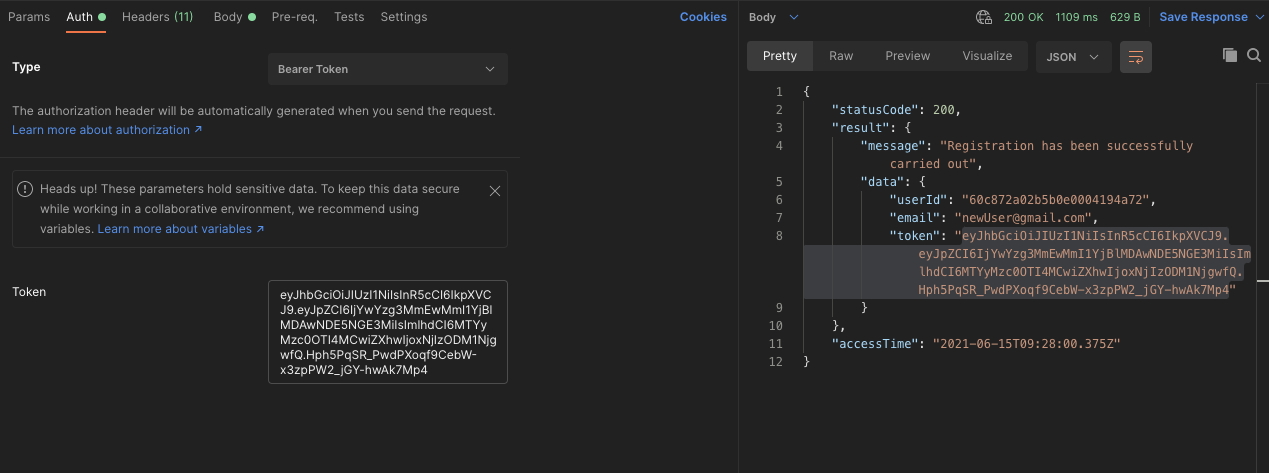 Params Auth Headers (11) Body Pre-req. Tests Settings Cookies
Type Bearer Token
The authorization header will be automatically generated when you send the request.
Learn more about authorization ↗
Heads up! These parameters hold sensitive data. To keep this data secure
while working in a collaborative environment, we recommend using
variables. Learn more about variables ↗
Token
eyJhbGciOiJIUzI1NiIsInR5cCI6IkpXVC
J9.eyJpZCI6IjYwYzg3MmEwMmI1YjBl
MDAwNDE5NGE3MiIsImlhdCI6MTYy
Mzc0OTI4MCwiZXhwIjoxNjIzODM1Njg
wfQ.Hph5PqSR_PwdPXoqf9CebW-
x3zpPW2_jGY-hwAk7Mp4
Body 200 OK 1109 ms 629 B Save Response
Pretty Raw Preview Visualize JSON
1 {
2 "statusCode": 200,
3 "result": {
4 "message": "Registration has been successfully
carried out",
5 "data": {
6 "userId": "60c872a02b5b0e0004194a72",
7 "email": "newUser@gmail.com",
8 "token": "eyJhbGciOiJIUzI1NiIsInR5cCI6IkpXVCJ9.
eyJpZCI6IjYwYzg3MmEwMmI1YjBlMDAwNDE5NGE3MiIsIm
lhdCI6MTYyMzc0OTI4MCwiZXhwIjoxNjIzODM1NjgwfQ.
Hph5PqSR_PwdPXoqf9CebW-x3zpPW2_jGY-hwAk7Mp4"
9 }
10 },
11 "accessTime": "2021-06-15T09:28:00.375Z"
12 }